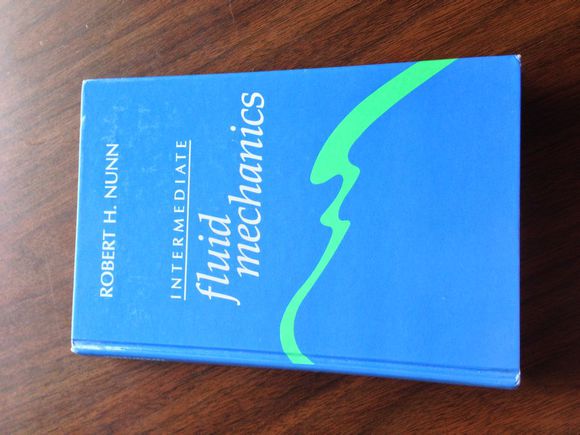 ROBERT H. NUNN
INTERMEDIATE
fluid
mechanics